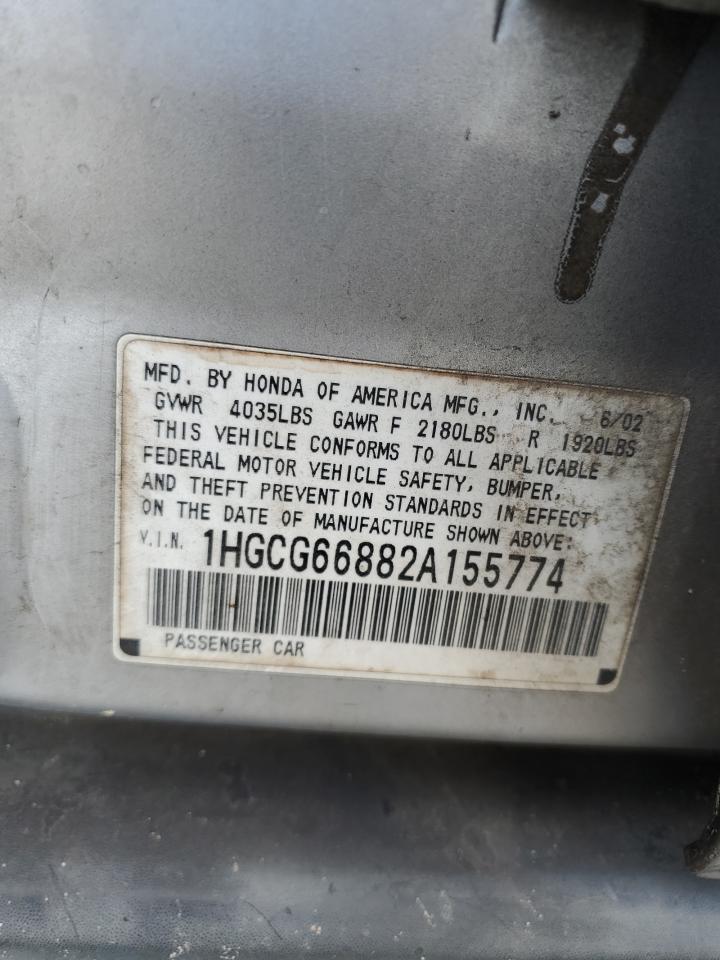 MFD. BY HONDA OF AMERICA MFG., INC. 6/02
GVWR 4035LBS GAWR F 2180LBS R 1920LBS
THIS VEHICLE CONFORMS TO ALL APPLICABLE
FEDERAL MOTOR VEHICLE SAFETY, BUMPER,
AND THEFT PREVENTION STANDARDS IN EFFECT
ON THE DATE OF MANUFACTURE SHOWN ABOVE:
V.I.N. 1HGCG66882A155774
PASSENGER CAR